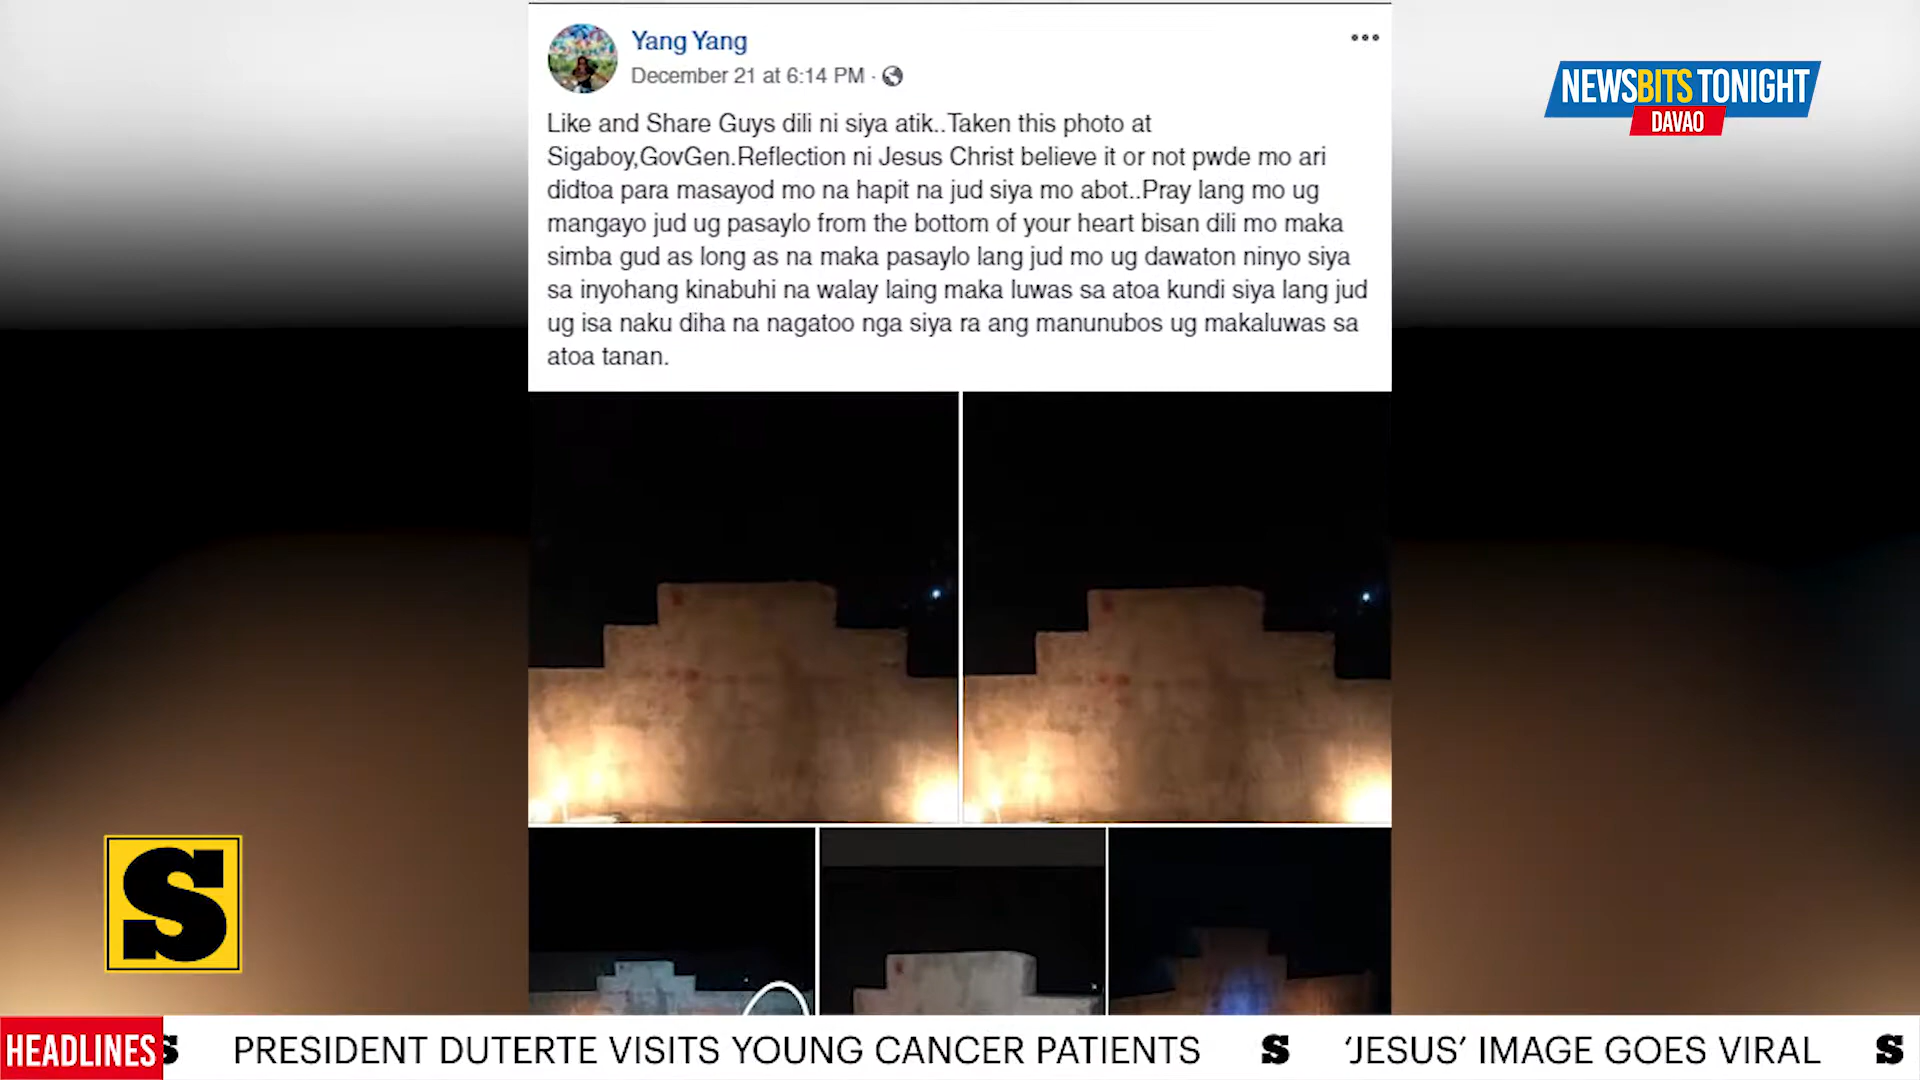 Yang Yang
December 21 at 6:14 PM ·
Like and Share Guys dili ni siya atik..Taken this photo at
Sigaboy,GovGen.Reflection ni Jesus Christ believe it or not pwde mo ari
didtoa para masayod mo na hapit na jud siya mo abot..Pray lang mo ug
mangayo jud ug pasaylo from the bottom of your heart bisan dili mo maka
simba gud as long as na maka pasaylo lang jud mo ug dawaton ninyo siya
sa inyohang kinabuhi na walay laing maka luwas sa atoa kundi siya lang jud
ug isa naku diha na nagatoo nga siya ra ang manunubos ug makaluwas sa
atoa tanan.
NEWSBITS TONIGHT
DAVAO
S
HEADLINES S PRESIDENT DUTERTE VISITS YOUNG CANCER PATIENTS S ‘JESUS’ IMAGE GOES VIRAL S